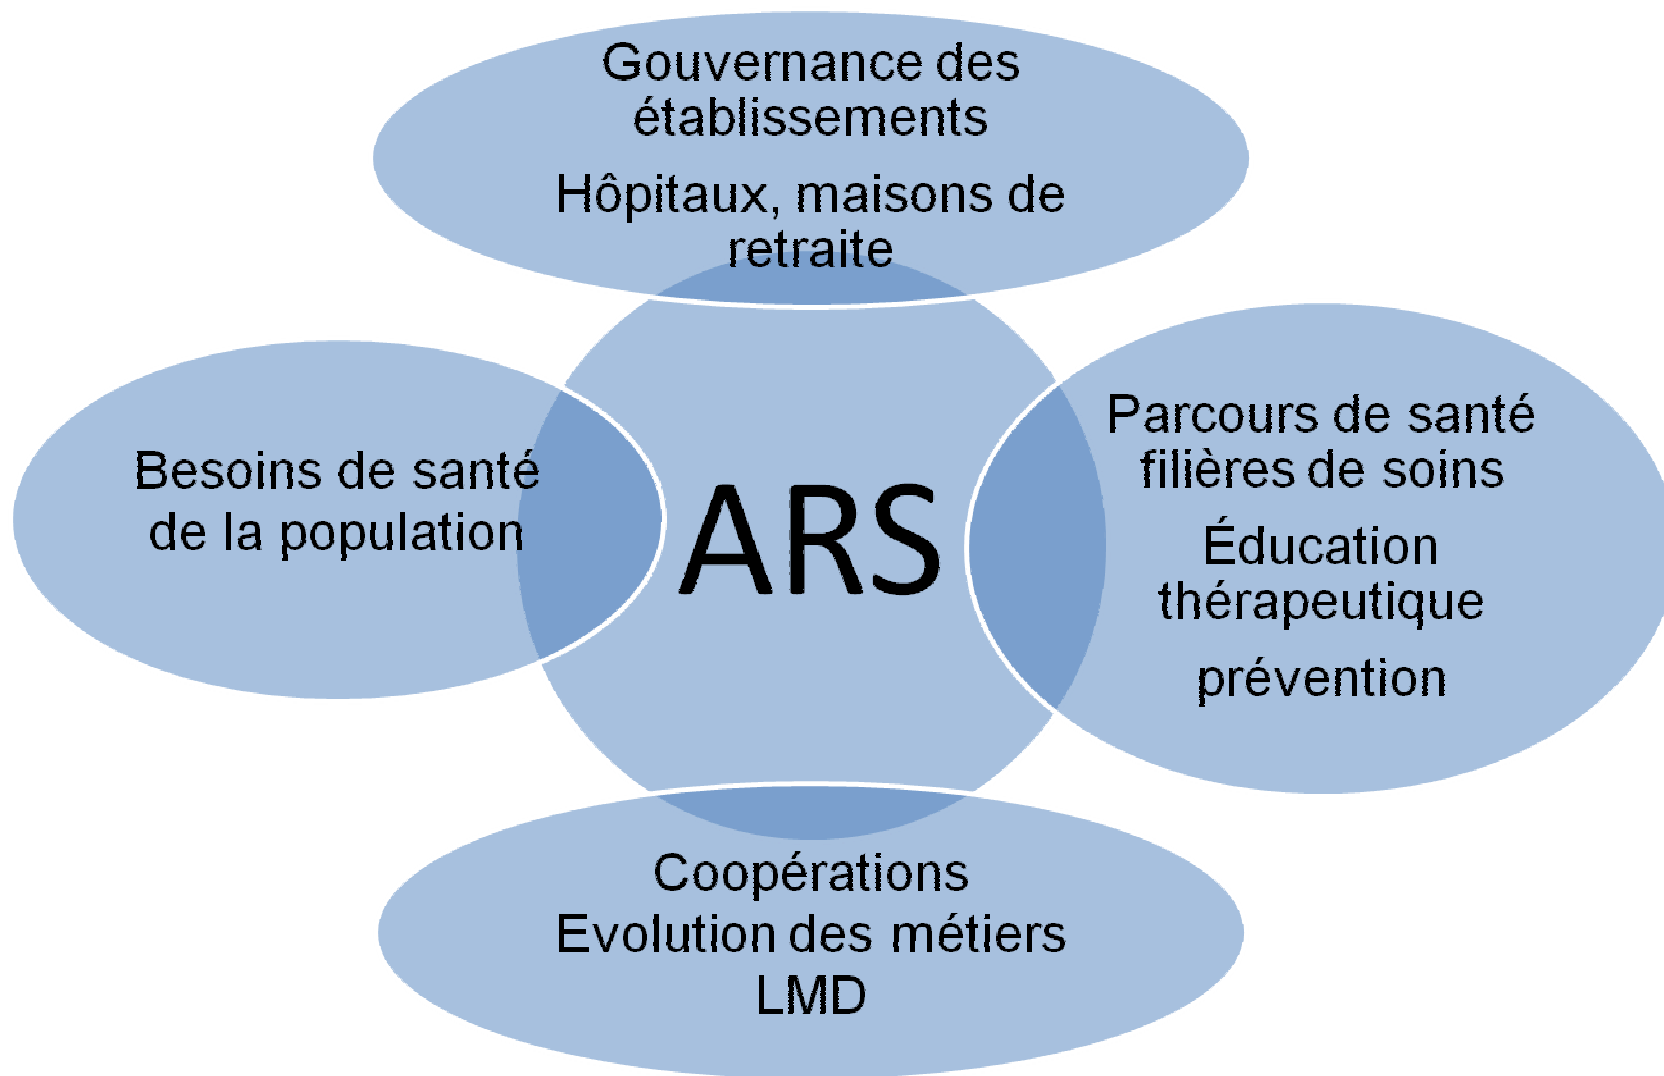 Gouvernance des
établissements
Hôpitaux, maisons de
retraite
Besoins de santé
de la population
ARS
Parcours de santé
filières de soins
Éducation
thérapeutique
prévention
Coopérations
Evolution des métiers
LMD